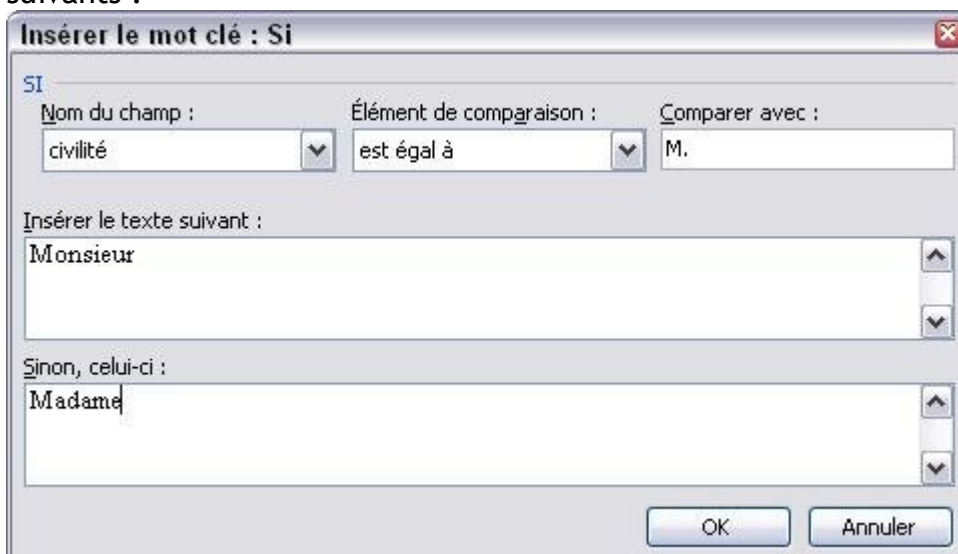 suivants :
Insérer le mot clé : Si
SI
Nom du champ : Élément de comparaison : Comparer avec :
civilité est égal à M.
Insérer le texte suivant :
Monsieur
Sinon, celui-ci :
Madame
OK Annuler